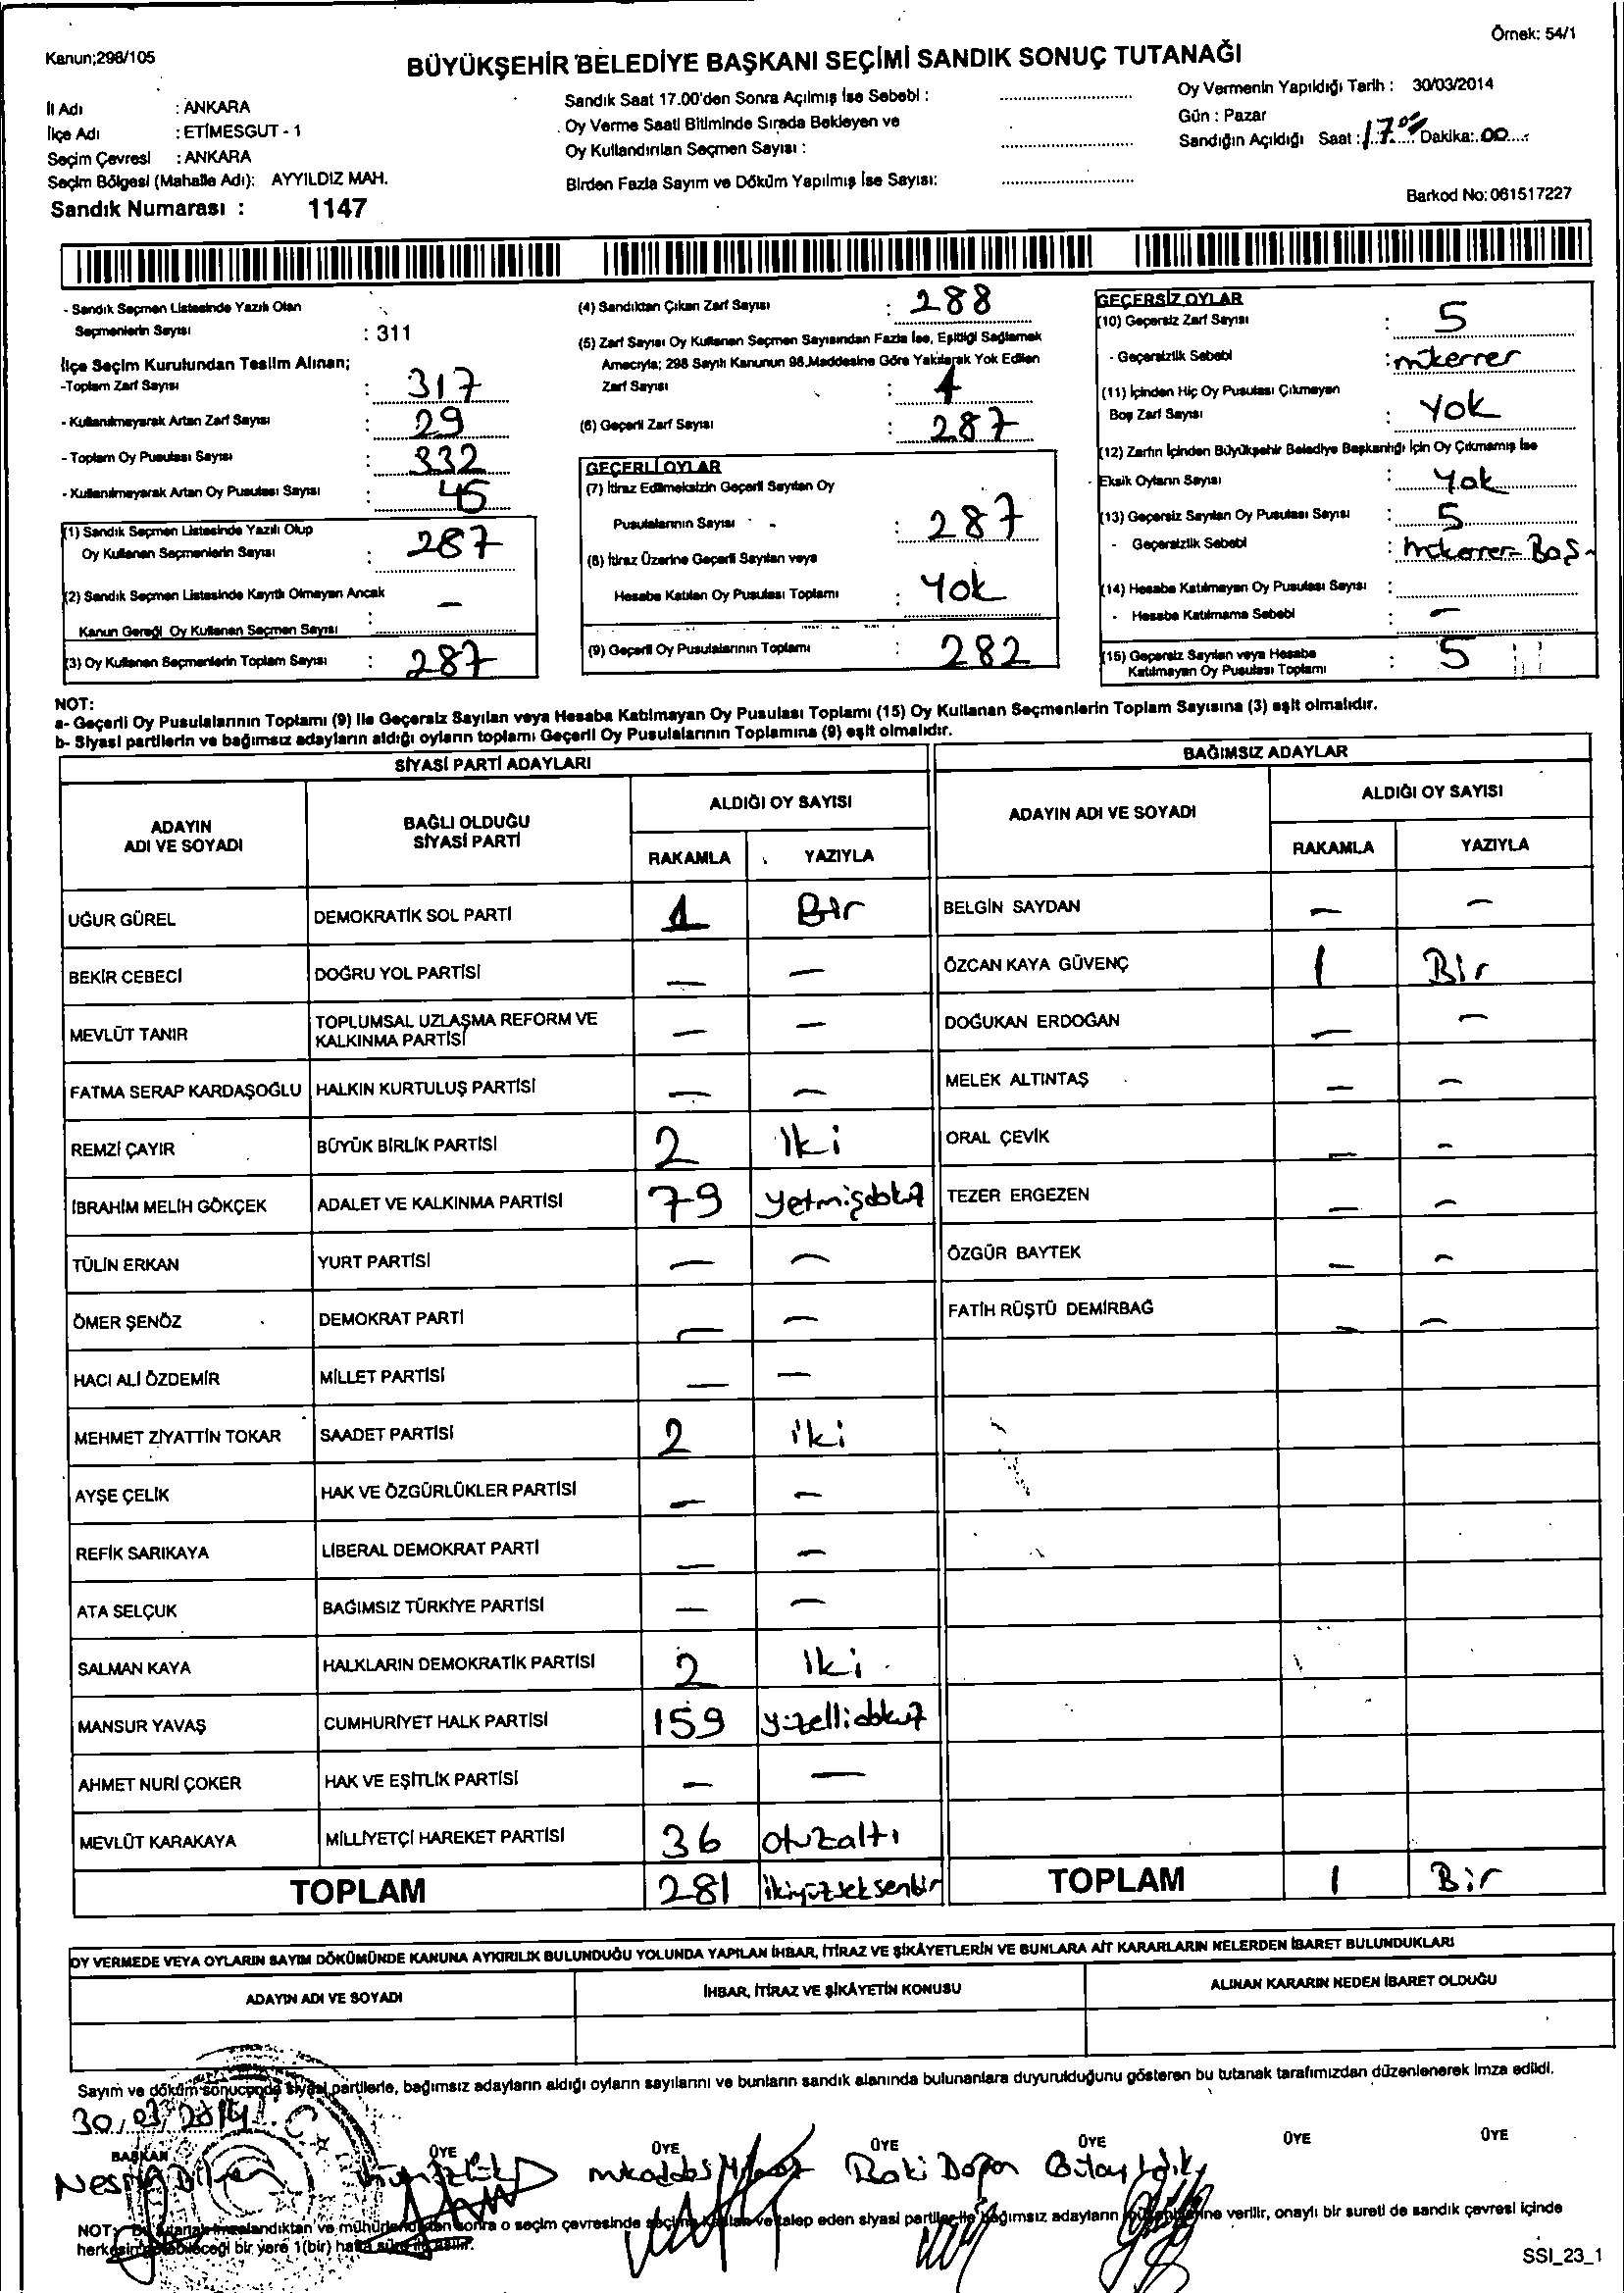 Örnek: 54/1
Kanun;298/105
BÜYÜKŞEHİR BELEDİYE BAŞKANI SEÇİMİ SANDIK SONUÇ TUTANAĞI
İl Adı : ANKARA
İlçe Adı : ETİMESGUT - 1
Seçim Çevresi : ANKARA
Seçim Bölgesi (Mahalle Adı): AYYILDIZ MAH.
Sandık Numarası : 1147
Sandık Saat 17.00'den Sonra Açılmış İse Sebebi :
Oy Verme Saati Bitiminde Sırada Bekleyen ve
Oy Kullandırılan Seçmen Sayısı :
Birden Fazla Sayım ve Döküm Yapılmış İse Sayısı:
Oy Vermenin Yapıldığı Tarih : 30/03/2014
Gün : Pazar
Sandığın Açıldığı Saat : 17.00 Dakika: 00
Barkod No: 061517227
- Sandık Seçmen Listesinde Yazılı Olan
Seçmenlerin Sayısı : 311
İlçe Seçim Kurulundan Teslim Alınan;
-Toplam Zarf Sayısı : 317
- Kullanılmayarak Artan Zarf Sayısı : 29
- Toplam Oy Pusulası Sayısı : 332
- Kullanılmayarak Artan Oy Pusulası Sayısı : 45
(1) Sandık Seçmen Listesinde Yazılı Olup
Oy Kullanan Seçmenlerin Sayısı : 287
(2) Sandık Seçmen Listesinde Kayıtlı Olmayan Ancak
Kanun Gereği Oy Kullanan Seçmen Sayısı : —
(3) Oy Kullanan Seçmenlerin Toplam Sayısı : 287
(4) Sandıktan Çıkan Zarf Sayısı : 288
(5) Zarf Sayısı Oy Kullanan Seçmen Sayısından Fazla İse, Eşitliği Sağlamak
Amacıyla; 298 Sayılı Kanunun 98.Maddesine Göre Yakılarak Yok Edilen
Zarf Sayısı : 1
(6) Geçerli Zarf Sayısı : 287
GEÇERLİ OYLAR
(7) İtiraz Edilmeksizin Geçerli Sayılan Oy
Pusulalarının Sayısı : 287
(8) İtiraz Üzerine Geçerli Sayılan veya
Hesaba Katılan Oy Pusulası Toplamı : Yok
(9) Geçerli Oy Pusulalarının Toplamı : 282
GEÇERSİZ OYLAR
(10) Geçersiz Zarf Sayısı : 5
- Geçersizlik Sebebi : mükerrer
(11) İçinden Hiç Oy Pusulası Çıkmayan
Boş Zarf Sayısı : Yok
(12) Zarfın İçinden Büyükşehir Belediye Başkanlığı İçin Oy Çıkmamış İse
Eksik Oyların Sayısı : Yok
(13) Geçersiz Sayılan Oy Pusulası Sayısı : 5
- Geçersizlik Sebebi : mükerrer- Boş-
(14) Hesaba Katılmayan Oy Pusulası Sayısı :
- Hesaba Katılmama Sebebi : —
(15) Geçersiz Sayılan veya Hesaba
Katılmayan Oy Pusulası Toplamı : 5
NOT:
a- Geçerli Oy Pusulalarının Toplamı (9) ile Geçersiz Sayılan veya Hesaba Katılmayan Oy Pusulası Toplamı (15) Oy Kullanan Seçmenlerin Toplam Sayısına (3) eşit olmalıdır.
b- Siyasi partilerin ve bağımsız adayların aldığı oyların toplamı Geçerli Oy Pusulalarının Toplamına (9) eşit olmalıdır.
SİYASİ PARTİ ADAYLARI
ADAYIN ADI VE SOYADI
BAĞLI OLDUĞU SİYASİ PARTİ
ALDIĞI OY SAYISI
RAKAMLA YAZIYLA
UĞUR GÜREL DEMOKRATİK SOL PARTİ 1 Bir
BEKİR CEBECİ DOĞRU YOL PARTİSİ — —
MEVLÜT TANIR TOPLUMSAL UZLAŞMA REFORM VE KALKINMA PARTİSİ — —
FATMA SERAP KARDAŞOĞLU HALKIN KURTULUŞ PARTİSİ — —
REMZİ ÇAYIR BÜYÜK BİRLİK PARTİSİ 2 İki
İBRAHİM MELİH GÖKÇEK ADALET VE KALKINMA PARTİSİ 79 yetmişdokuz
TÜLİN ERKAN YURT PARTİSİ — —
ÖMER ŞENÖZ DEMOKRAT PARTİ — —
HACI ALİ ÖZDEMİR MİLLET PARTİSİ — —
MEHMET ZİYATTİN TOKAR SAADET PARTİSİ 2 iki
AYŞE ÇELİK HAK VE ÖZGÜRLÜKLER PARTİSİ — —
REFİK SARIKAYA LİBERAL DEMOKRAT PARTİ — —
ATA SELÇUK BAĞIMSIZ TÜRKİYE PARTİSİ — —
SALMAN KAYA HALKLARIN DEMOKRATİK PARTİSİ 2 Iki
MANSUR YAVAŞ CUMHURİYET HALK PARTİSİ 159 yüzellidokuz
AHMET NURİ ÇOKER HAK VE EŞİTLİK PARTİSİ — —
MEVLÜT KARAKAYA MİLLİYETÇİ HAREKET PARTİSİ 36 otuzaltı
TOPLAM 281 ikiyüzseksenbir
BAĞIMSIZ ADAYLAR
ADAYIN ADI VE SOYADI
ALDIĞI OY SAYISI
RAKAMLA YAZIYLA
BELGİN SAYDAN — —
ÖZCAN KAYA GÜVENÇ 1 Bir
DOĞUKAN ERDOĞAN — —
MELEK ALTINTAŞ — —
ORAL ÇEVİK — —
TEZER ERGEZEN — —
ÖZGÜR BAYTEK — —
FATİH RÜŞTÜ DEMİRBAĞ — —
TOPLAM 1 Bir
OY VERMEDE VEYA OYLARIN SAYIM DÖKÜMÜNDE KANUNA AYKIRILIK BULUNDUĞU YOLUNDA YAPILAN İHBAR, İTİRAZ VE ŞİKÂYETLERİN VE BUNLARA AİT KARARLARIN NELERDEN İBARET BULUNDUKLARI
ADAYIN ADI VE SOYADI
İHBAR, İTİRAZ VE ŞİKÂYETİN KONUSU
ALINAN KARARIN NEDEN İBARET OLDUĞU
Sayım ve döküm sonucunda siyasi partilerle, bağımsız adayların aldığı oyların sayılarını ve bunların sandık alanında bulunanlara duyurulduğunu gösteren bu tutanak tarafımızdan düzenlenerek imza edildi.
30/03/2014
BAŞKAN ÜYE ÜYE ÜYE ÜYE ÜYE ÜYE
NOT: Bu tutanak imzalandıktan ve mühürlendikten sonra o seçim çevresinde seçime katılan ve talep eden siyasi partiler ile bağımsız adayların verilir, onaylı bir sureti de sandık çevresi içinde
herkesin görebileceği bir yere 1(bir) hafta süre ile asılır.
SSI_23_1